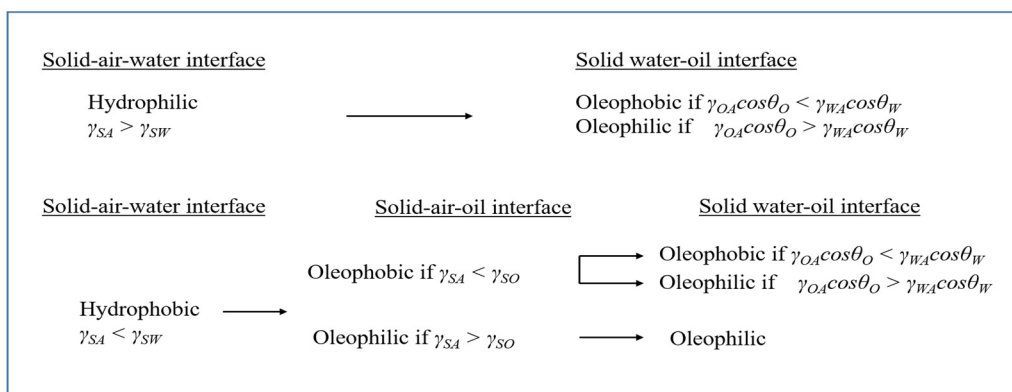 Solid-air-water interface
Solid water-oil interface
Hydrophilic
γSA > γSW
Oleophobic if γOAcosθO < γWAcosθW
Oleophilic if γOAcosθO > γWAcosθW
Solid-air-water interface
Solid-air-oil interface
Solid water-oil interface
Hydrophobic
γSA < γSW
Oleophobic if γSA < γSO
Oleophilic if γSA > γSO
Oleophobic if γOAcosθO < γWAcosθW
Oleophilic if γOAcosθO > γWAcosθW
Oleophilic